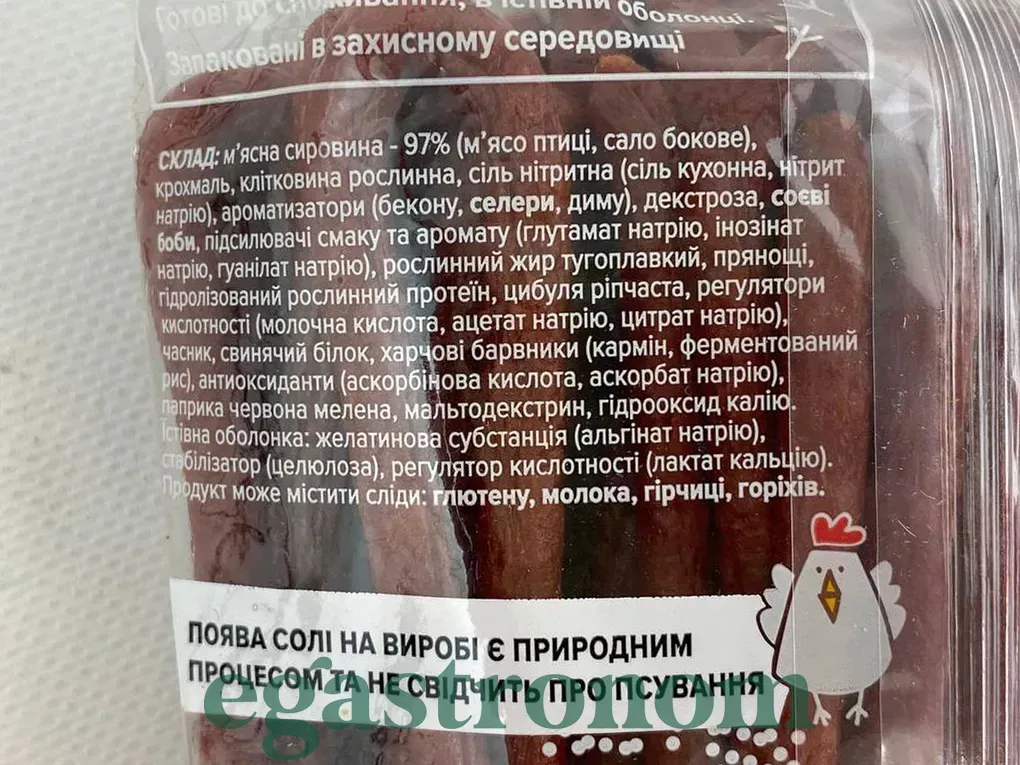 Готові до споживання, в їстівній оболонці.
Запаковані в захисному середовищі
СКЛАД: м'ясна сировина - 97% (м'ясо птиці, сало бокове),
крохмаль, клітковина рослинна, сіль нітритна (сіль кухонна, нітрит
натрію), ароматизатори (бекону, селери, диму), декстроза, соєві
боби, підсилювачі смаку та аромату (глутамат натрію, інозінат
натрію, гуанілат натрію), рослинний жир тугоплавкий, прянощі,
гідролізований рослинний протеїн, цибуля ріпчаста, регулятори
кислотності (молочна кислота, ацетат натрію, цитрат натрію),
часник, свинячий білок, харчові барвники (кармін, ферментований
рис), антиоксиданти (аскорбінова кислота, аскорбат натрію),
паприка червона мелена, мальтодекстрин, гідрооксид калію.
Їстівна оболонка: желатинова субстанція (альгінат натрію),
стабілізатор (целюлоза), регулятор кислотності (лактат кальцію).
Продукт може містити сліди: глютену, молока, гірчиці, горіхів.
ПОЯВА СОЛІ НА ВИРОБІ Є ПРИРОДНИМ
ПРОЦЕСОМ ТА НЕ СВІДЧИТЬ ПРО ПСУВАННЯ
egastronom